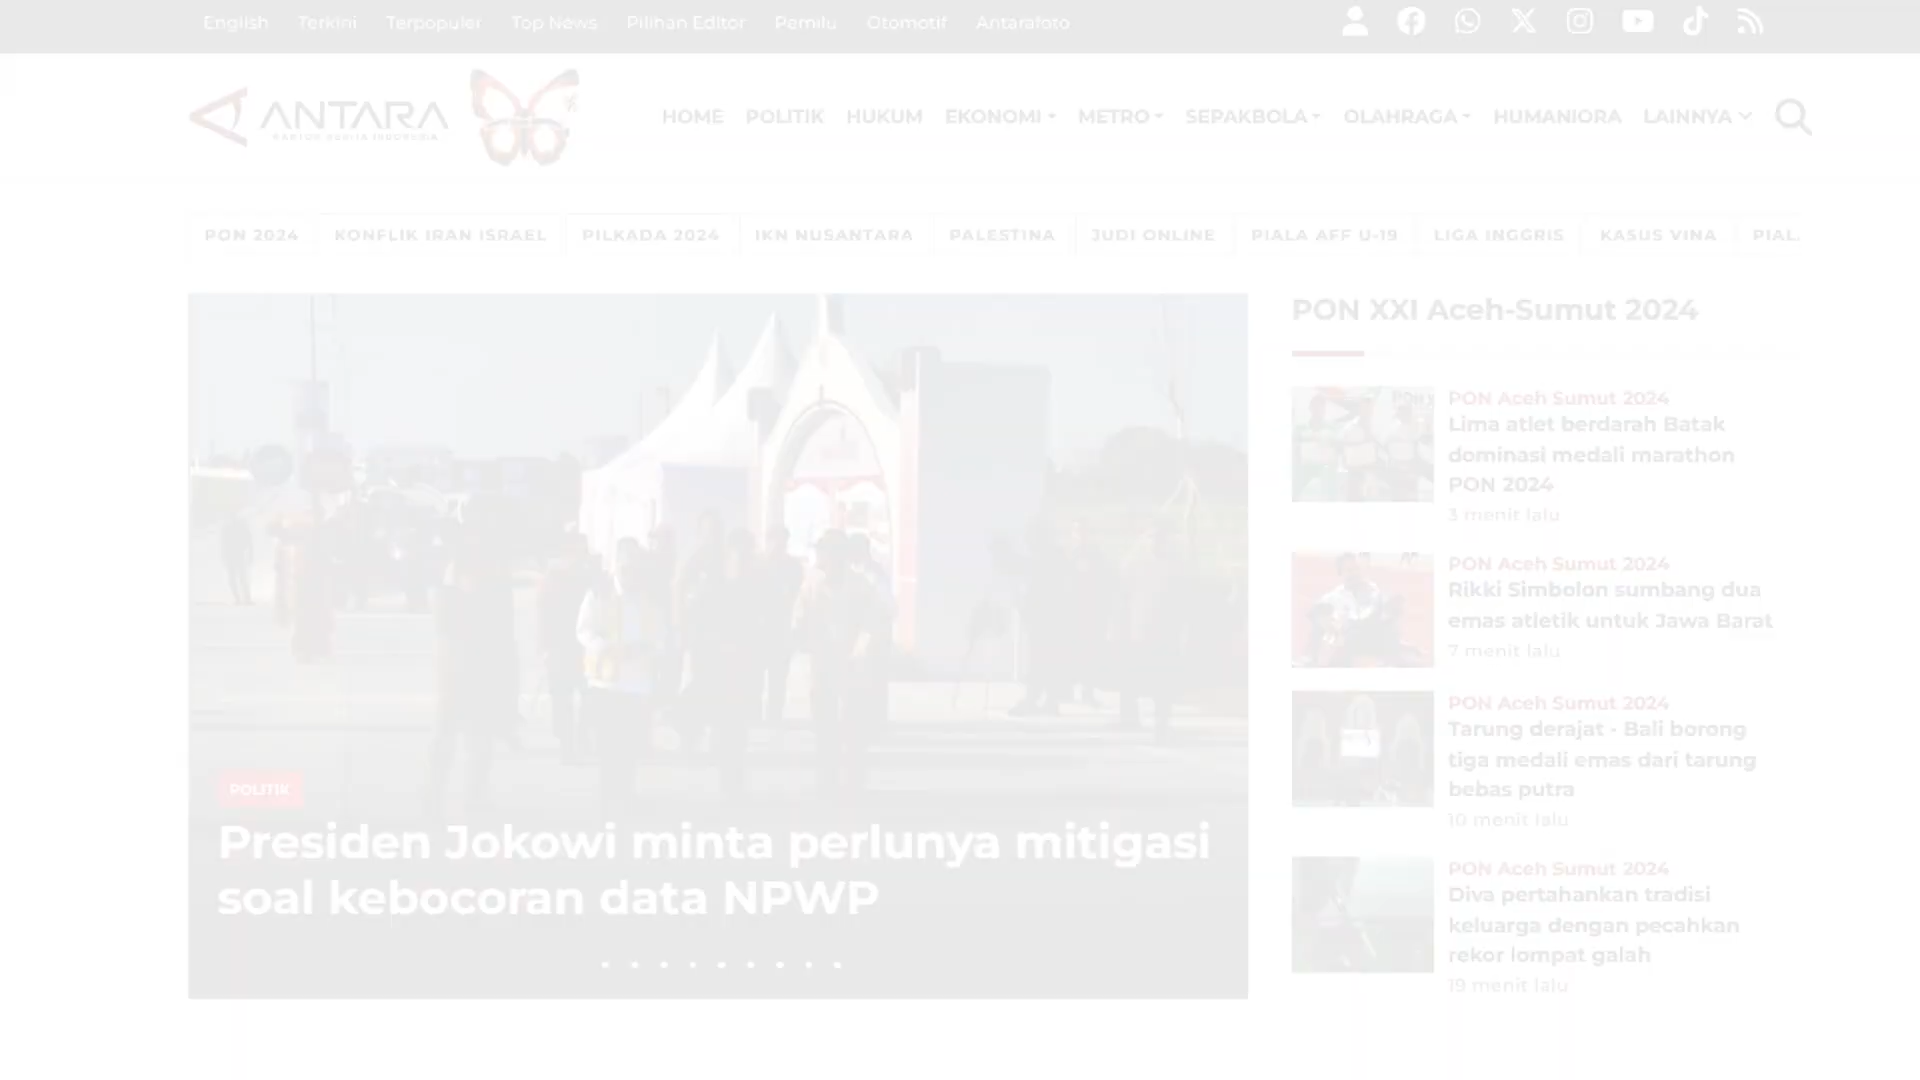 English Terkini Terpopuler Top News Pilihan Editor Pemilu Otomotif Antarafoto
ANTARA
KANTOR BERITA INDONESIA
HOME POLITIK HUKUM EKONOMI METRO SEPAKBOLA OLAHRAGA HUMANIORA LAINNYA
PON 2024 KONFLIK IRAN ISRAEL PILKADA 2024 IKN NUSANTARA PALESTINA JUDI ONLINE PIALA AFF U-19 LIGA INGGRIS KASUS VINA PIAL
POLITIK
Presiden Jokowi minta perlunya mitigasi
soal kebocoran data NPWP
PON XXI Aceh-Sumut 2024
PON Aceh Sumut 2024
Lima atlet berdarah Batak
dominasi medali marathon
PON 2024
3 menit lalu
PON Aceh Sumut 2024
Rikki Simbolon sumbang dua
emas atletik untuk Jawa Barat
7 menit lalu
PON Aceh Sumut 2024
Tarung derajat - Bali borong
tiga medali emas dari tarung
bebas putra
10 menit lalu
PON Aceh Sumut 2024
Diva pertahankan tradisi
keluarga dengan pecahkan
rekor lompat galah
19 menit lalu